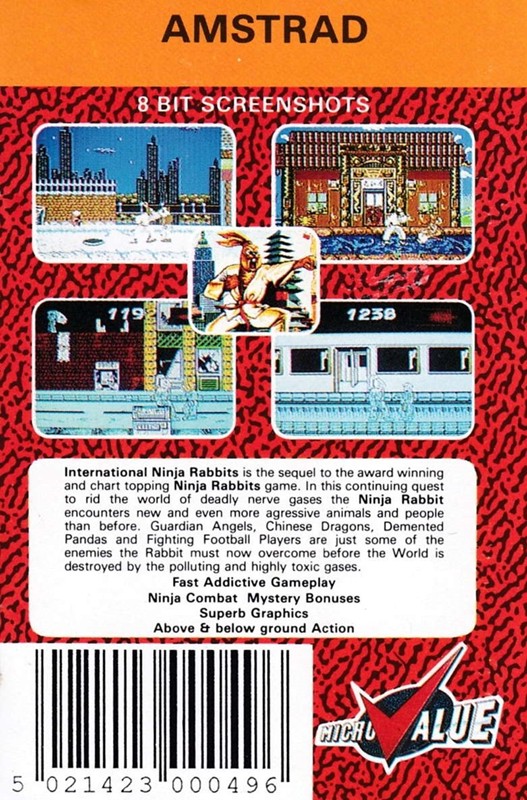 AMSTRAD
8 BIT SCREENSHOTS
119
1238
International Ninja Rabbits is the sequel to the award winning
and chart topping Ninja Rabbits game. In this continuing quest
to rid the world of deadly nerve gases the Ninja Rabbit
encounters new and even more agressive animals and people
than before. Guardian Angels, Chinese Dragons, Demented
Pandas and Fighting Football Players are just some of the
enemies the Rabbit must now overcome before the World is
destroyed by the polluting and highly toxic gases.
Fast Addictive Gameplay
Ninja Combat Mystery Bonuses
Superb Graphics
Above & below ground Action
MICRO VALUE
5 021423 000496